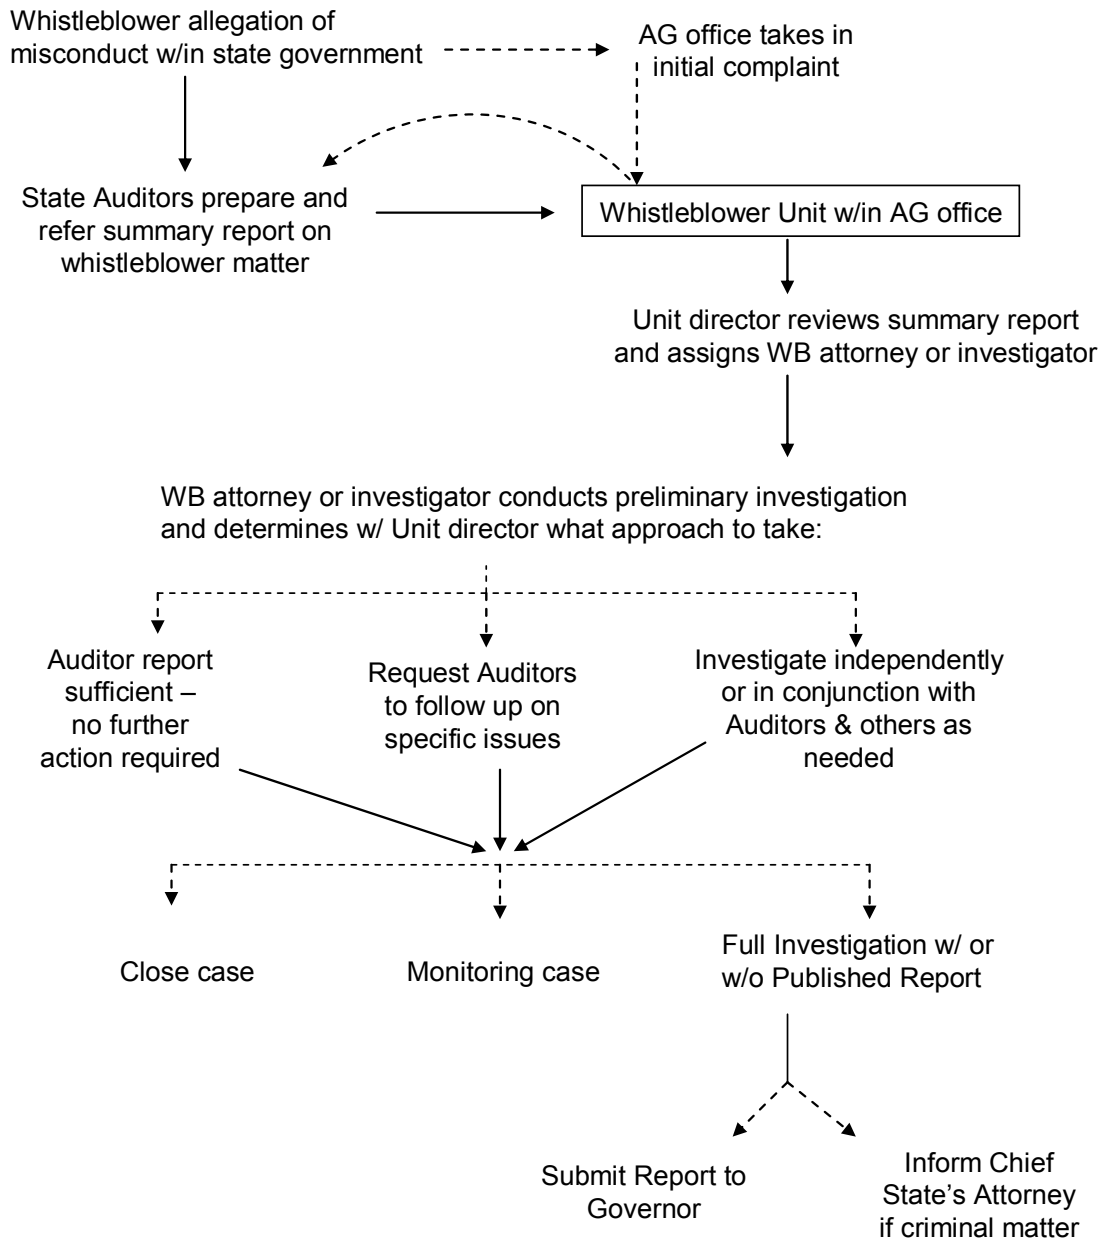 Whistleblower allegation of
misconduct w/in state government
AG office takes in
initial complaint
State Auditors prepare and
refer summary report on
whistleblower matter
Whistleblower Unit w/in AG office
Unit director reviews summary report
and assigns WB attorney or investigator
WB attorney or investigator conducts preliminary investigation
and determines w/ Unit director what approach to take:
Auditor report
sufficient –
no further
action required
Request Auditors
to follow up on
specific issues
Investigate independently
or in conjunction with
Auditors & others as
needed
Close case
Monitoring case
Full Investigation w/ or
w/o Published Report
Submit Report to
Governor
Inform Chief
State’s Attorney
if criminal matter